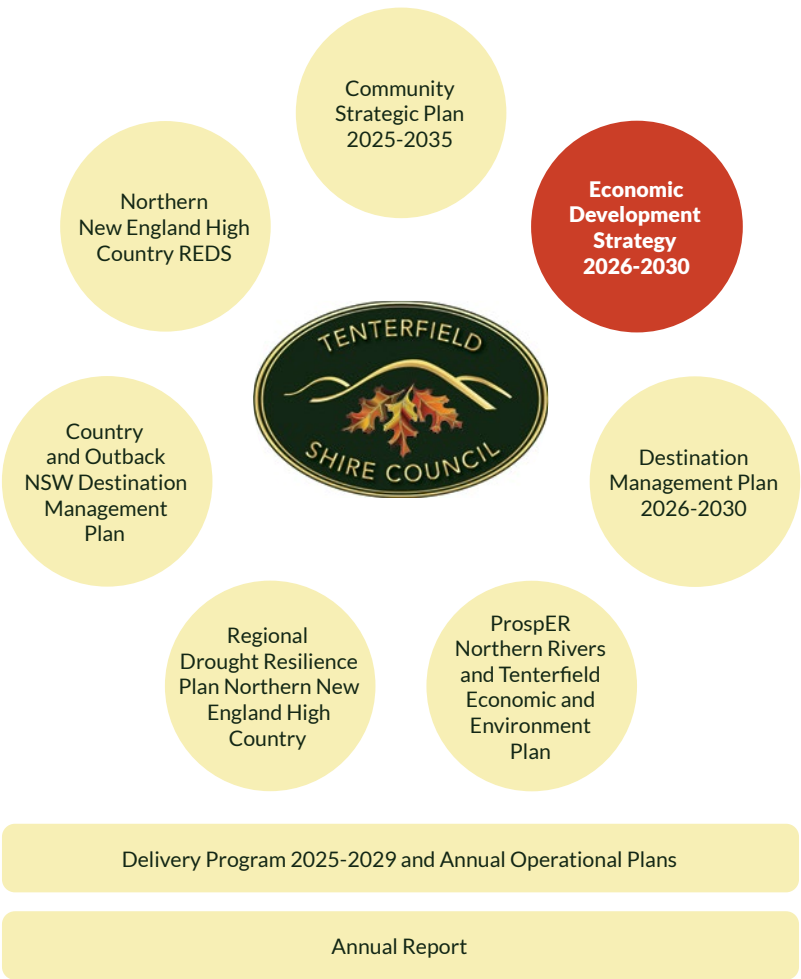 Community
Strategic Plan
2025-2035
Economic
Development
Strategy
2026-2030
Northern
New England High
Country REDS
TENTERFIELD
SHIRE COUNCIL
Country
and Outback
NSW Destination
Management
Plan
Destination
Management Plan
2026-2030
Regional
Drought Resilience
Plan Northern New
England High
Country
ProspER
Northern Rivers
and Tenterfield
Economic and
Environment
Plan
Delivery Program 2025-2029 and Annual Operational Plans
Annual Report